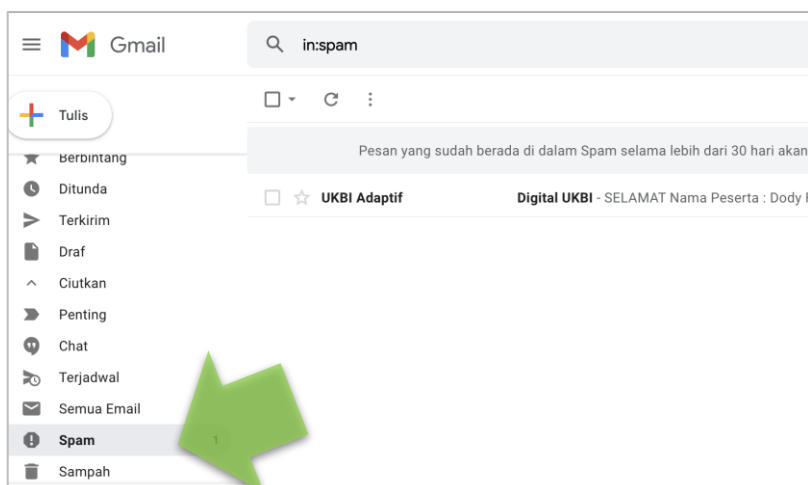 Gmail
in:spam
Tulis
Pesan yang sudah berada di dalam Spam selama lebih dari 30 hari akan
Berbintang
Ditunda
UKBI Adaptif Digital UKBI - SELAMAT Nama Peserta : Dody
Terkirim
Draf
Ciutkan
Penting
Chat
Terjadwal
Semua Email
Spam 1
Sampah